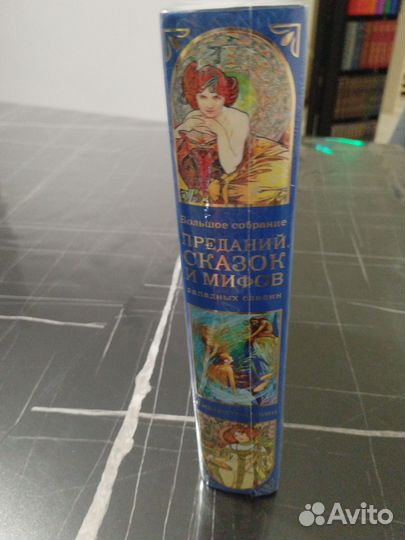 Большое собрание
ПРЕДАНИЙ,
СКАЗОК
И МИФОВ
западных славян
Avito